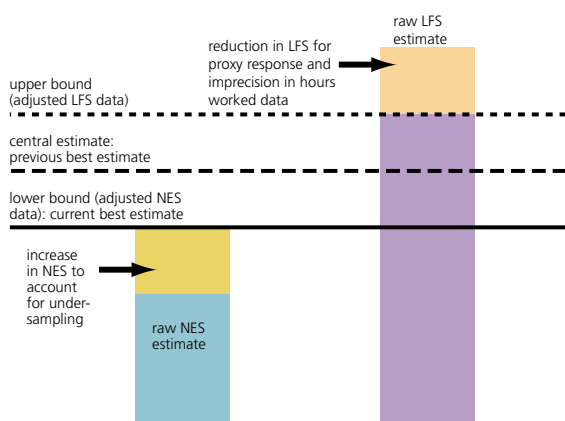 raw LFS
estimate
reduction in LFS for
proxy response and
imprecision in hours
worked data
upper bound
(adjusted LFS data)
central estimate:
previous best estimate
lower bound (adjusted NES
data): current best estimate
increase
in NES to
account
for under-
sampling
raw NES
estimate